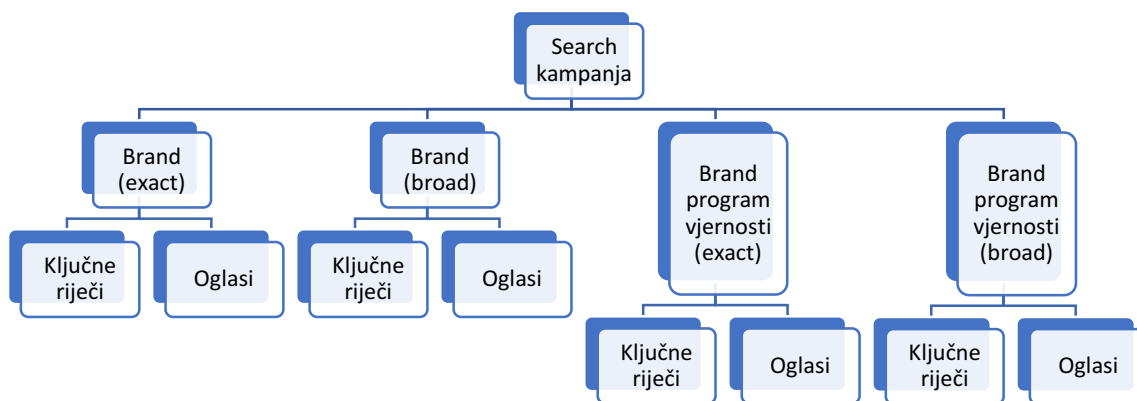 Search
kampanja
Brand
(exact)
Brand
(broad)
Brand
program
vjernosti
(exact)
Brand
program
vjernosti
(broad)
Ključne
riječi
Oglasi
Ključne
riječi
Oglasi
Ključne
riječi
Oglasi
Ključne
riječi
Oglasi